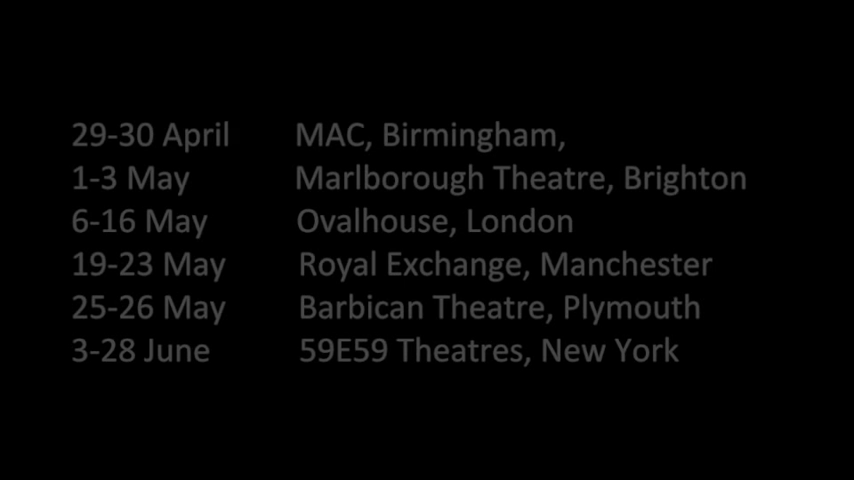 29-30 April MAC, Birmingham,
1-3 May Marlborough Theatre, Brighton
6-16 May Ovalhouse, London
19-23 May Royal Exchange, Manchester
25-26 May Barbican Theatre, Plymouth
3-28 June 59E59 Theatres, New York